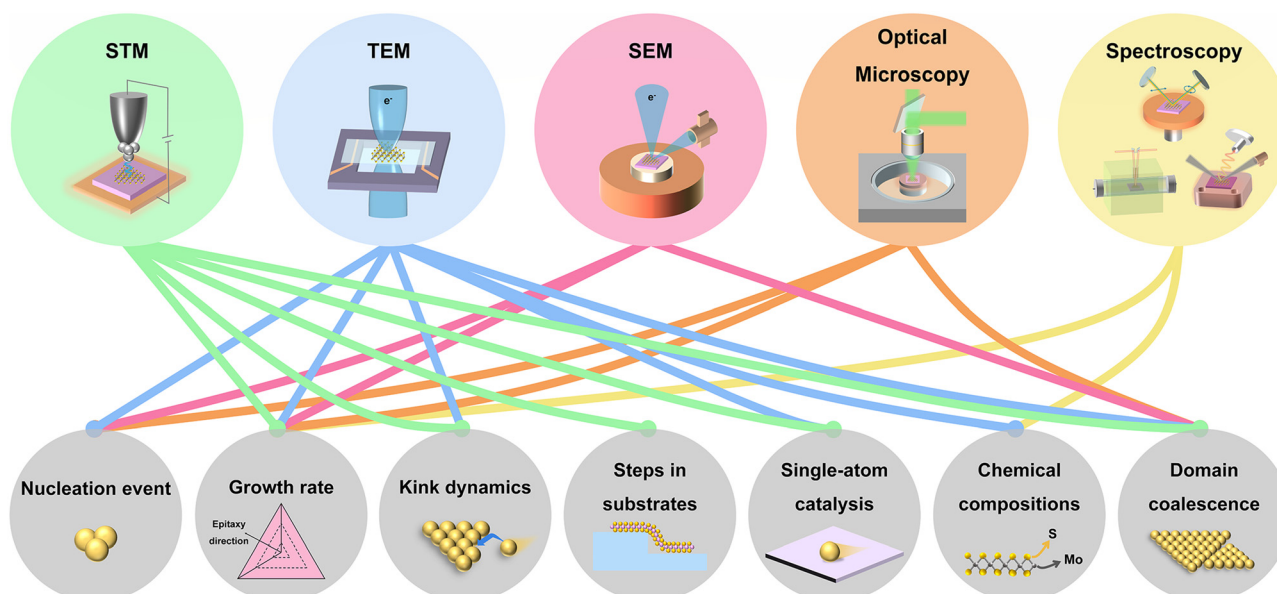 STM
TEM
SEM
Optical
Microscopy
Spectroscopy
e-
e-
Nucleation event
Growth rate
Epitaxy
direction
Kink dynamics
Steps in
substrates
Single-atom
catalysis
Chemical
compositions
S
Mo
Domain
coalescence